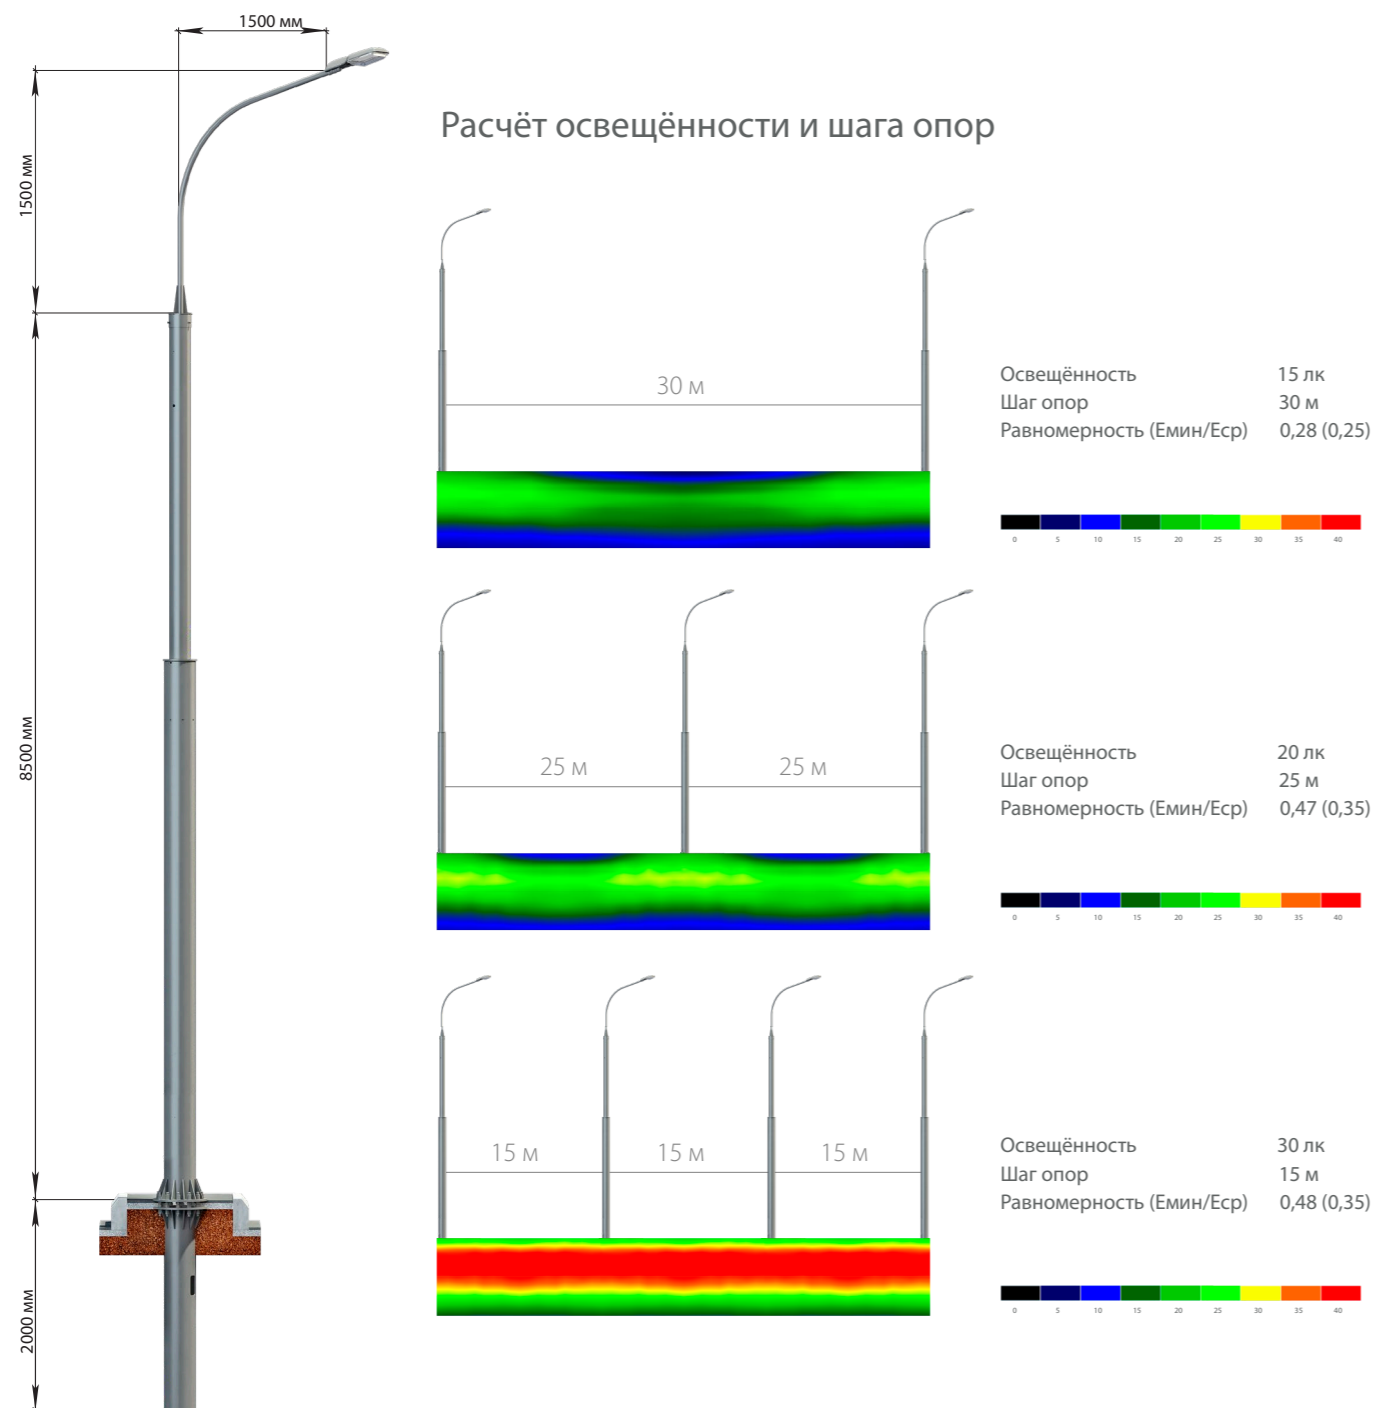 1500 мм
1500 мм
8500 мм
2000 мм
Расчёт освещённости и шага опор
30 м
Освещённость 15 лк
Шаг опор 30 м
Равномерность (Емин/Еср) 0,28 (0,25)
0 5 10 15 20 25 30 35 40
25 м 25 м
Освещённость 20 лк
Шаг опор 25 м
Равномерность (Емин/Еср) 0,47 (0,35)
0 5 10 15 20 25 30 35 40
15 м 15 м 15 м
Освещённость 30 лк
Шаг опор 15 м
Равномерность (Емин/Еср) 0,48 (0,35)
0 5 10 15 20 25 30 35 40